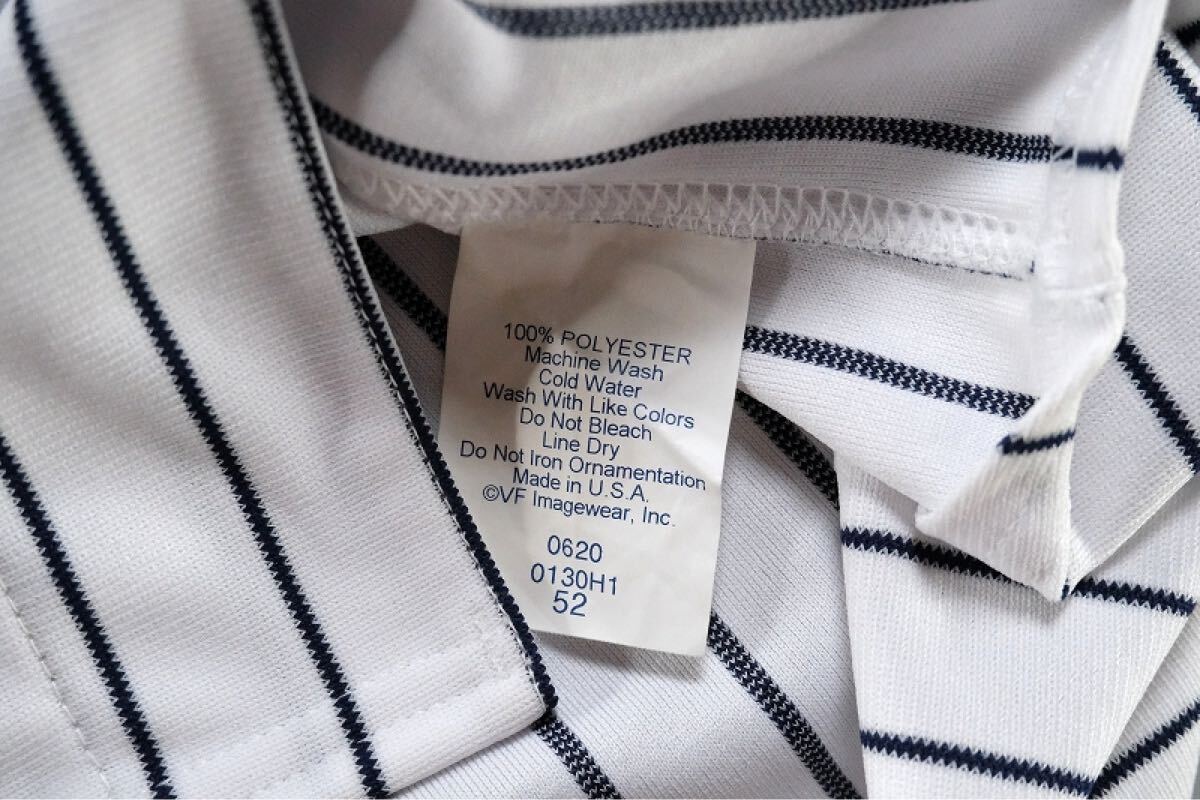 100% POLYESTER
Machine Wash
Cold Water
Wash With Like Colors
Do Not Bleach
Line Dry
Do Not Iron Ornamentation
Made in U.S.A.
©VF Imagewear, Inc.
0620
0130H1
52